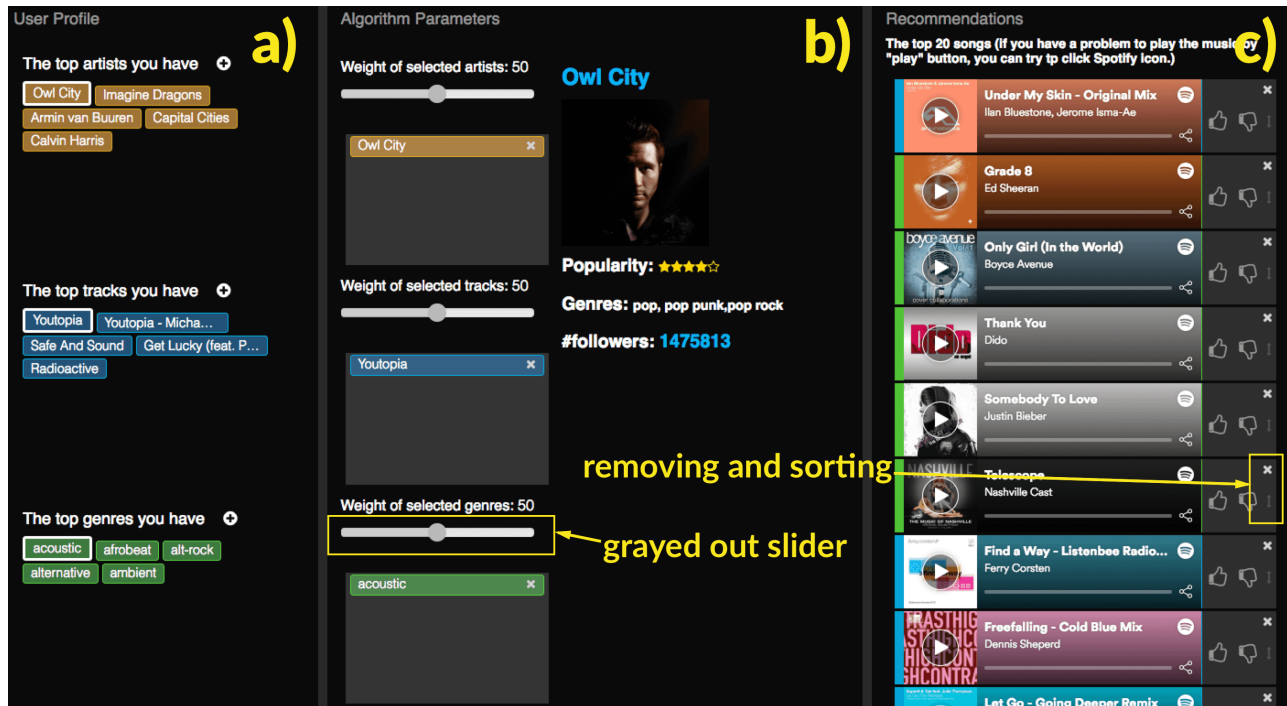 User Profile
a)
The top artists you have
Owl City
Imagine Dragons
Armin van Buuren
Capital Cities
Calvin Harris
The top tracks you have
Youtopia
Youtopia - Micha...
Safe And Sound
Get Lucky (feat. P...
Radioactive
The top genres you have
acoustic
afrobeat
alt-rock
alternative
ambient
Algorithm Parameters
b)
Weight of selected artists: 50
Owl City
Weight of selected tracks: 50
Youtopia
Weight of selected genres: 50
acoustic
Owl City
Popularity:
Genres: pop, pop punk,pop rock
#followers: 1475813
removing and sorting
grayed out slider
Recommendations
c)
The top 20 songs (if you have a problem to play the music by
"play" button, you can try tp click Spotify icon.)
Under My Skin - Original Mix
Ilan Bluestone, Jerome Isma-Ae
Grade 8
Ed Sheeran
boyce avenue
cover collaborations
Only Girl (In the World)
Boyce Avenue
Dido
Thank You
Dido
Somebody To Love
Justin Bieber
NASHVILLE
THE MUSIC OF NASHVILLE
Telescope
Nashville Cast
Find a Way - Listenbee Radio...
Ferry Corsten
Freefalling - Cold Blue Mix
Dennis Sheperd
Let Go - Going Deeper Remix